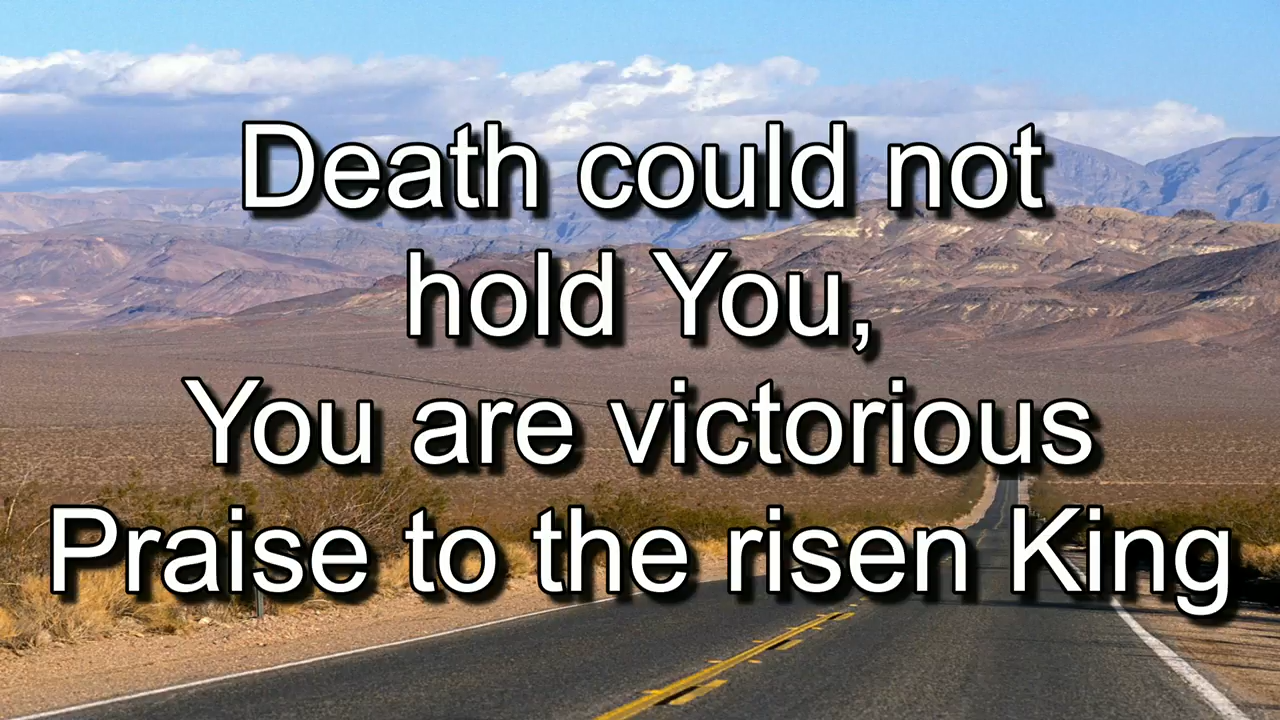 Death could not
hold You,
You are victorious
Praise to the risen King